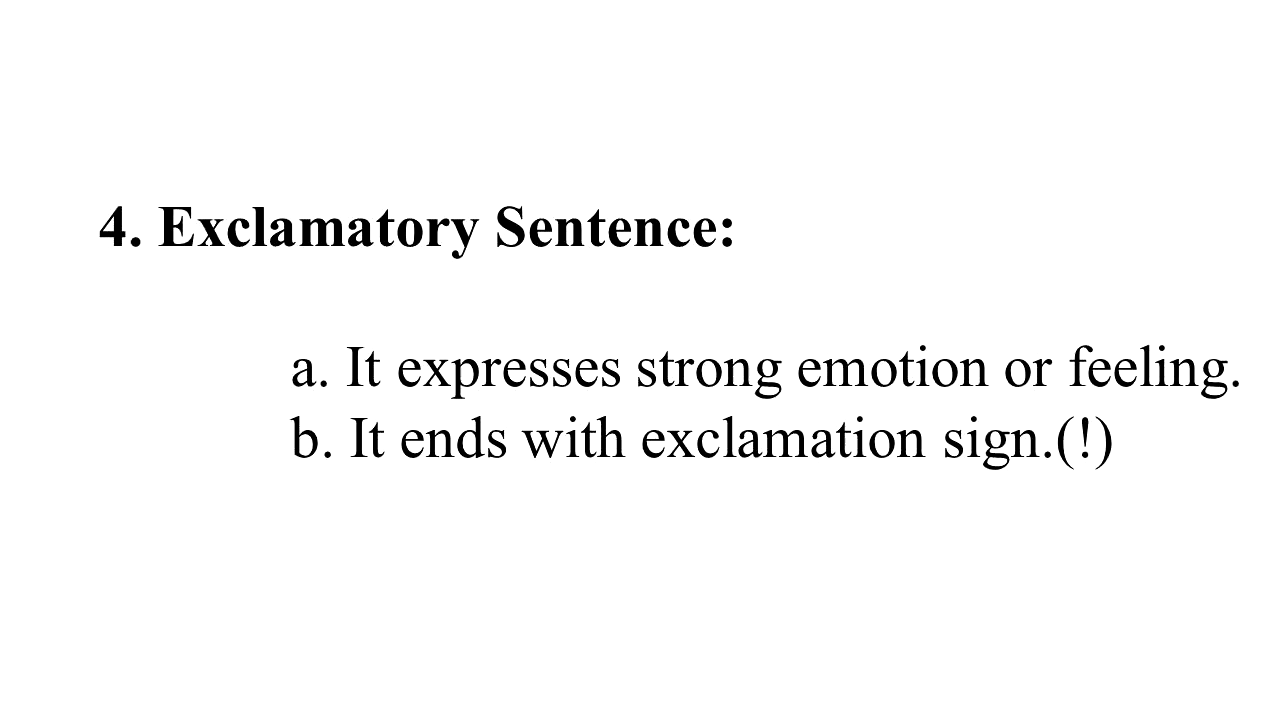 4. Exclamatory Sentence:
a. It expresses strong emotion or feeling.
b. It ends with exclamation sign.(!)